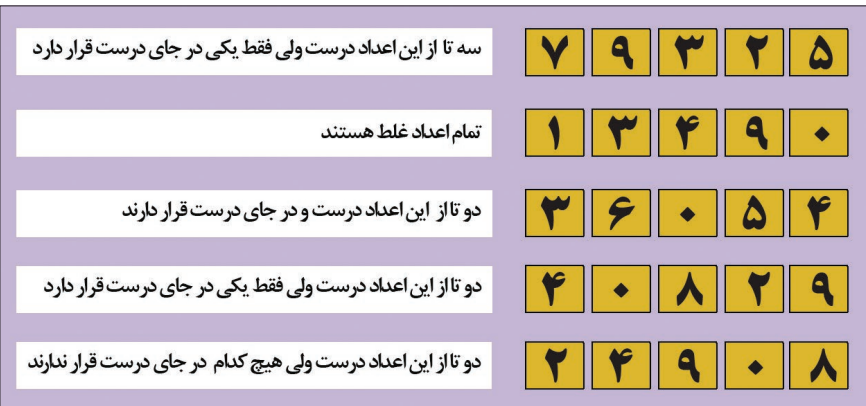 سه تا از این اعداد درست ولی فقط یکی در جای درست قرار دارد ۷ ۹ ۳ ۲ ۵
تمام اعداد غلط هستند ۱ ۳ ۴ ۹ ۰
دو تا از این اعداد درست و در جای درست قرار دارند ۳ ۶ ۰ ۵ ۴
دو تا از این اعداد درست ولی فقط یکی در جای درست قرار دارد ۴ ۰ ۸ ۲ ۹
دو تا از این اعداد درست ولی هیچ کدام در جای درست قرار ندارند ۲ ۴ ۹ ۰ ۸